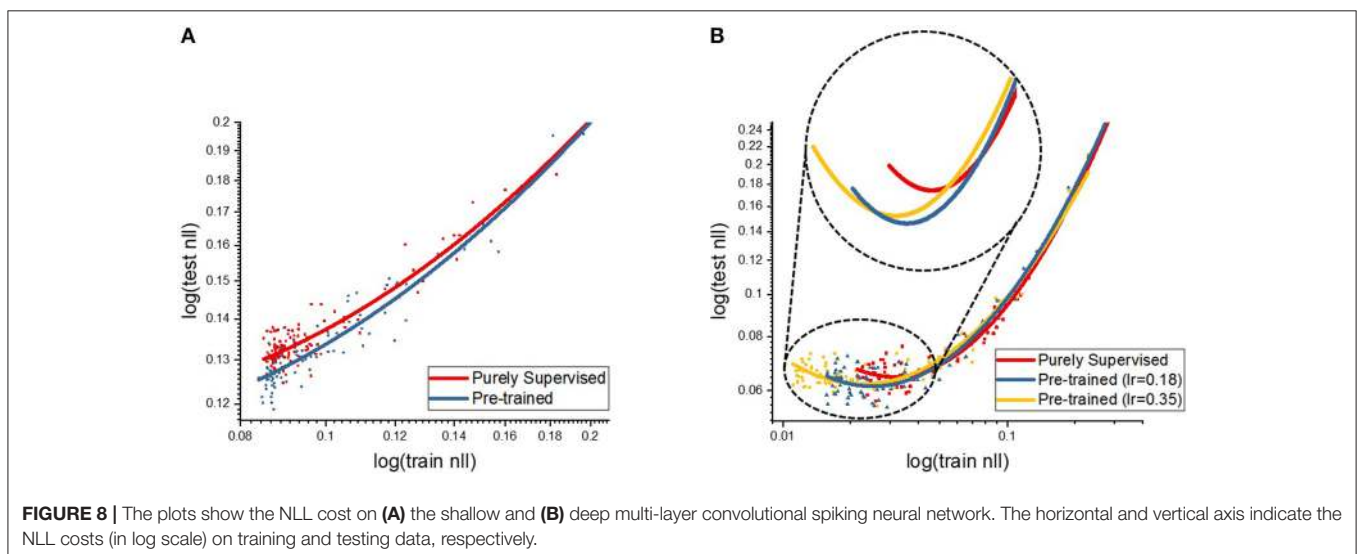 A
B
0.2
0.19
0.18
0.17
0.16
0.15
0.14
0.13
0.12
log(test nll)
0.08
0.1
0.12
0.14
0.16
0.18
0.2
log(train nll)
Purely Supervised
Pre-trained
0.24
0.22
0.2
0.18
0.16
0.14
0.12
0.1
0.08
0.06
log(test nll)
0.01
0.1
log(train nll)
Purely Supervised
Pre-trained (lr=0.18)
Pre-trained (lr=0.35)
FIGURE 8 | The plots show the NLL cost on (A) the shallow and (B) deep multi-layer convolutional spiking neural network. The horizontal and vertical axis indicate the
NLL costs (in log scale) on training and testing data, respectively.